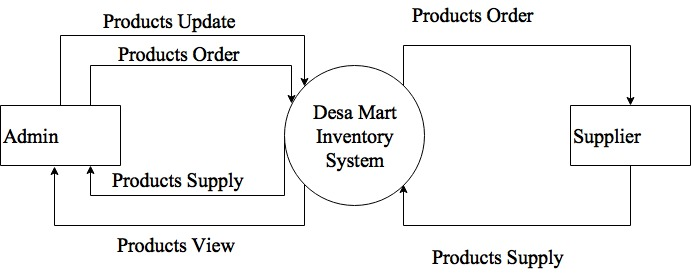 Products Update
Products Order
Products Order
Admin
Desa Mart
Inventory
System
Supplier
Products Supply
Products View
Products Supply